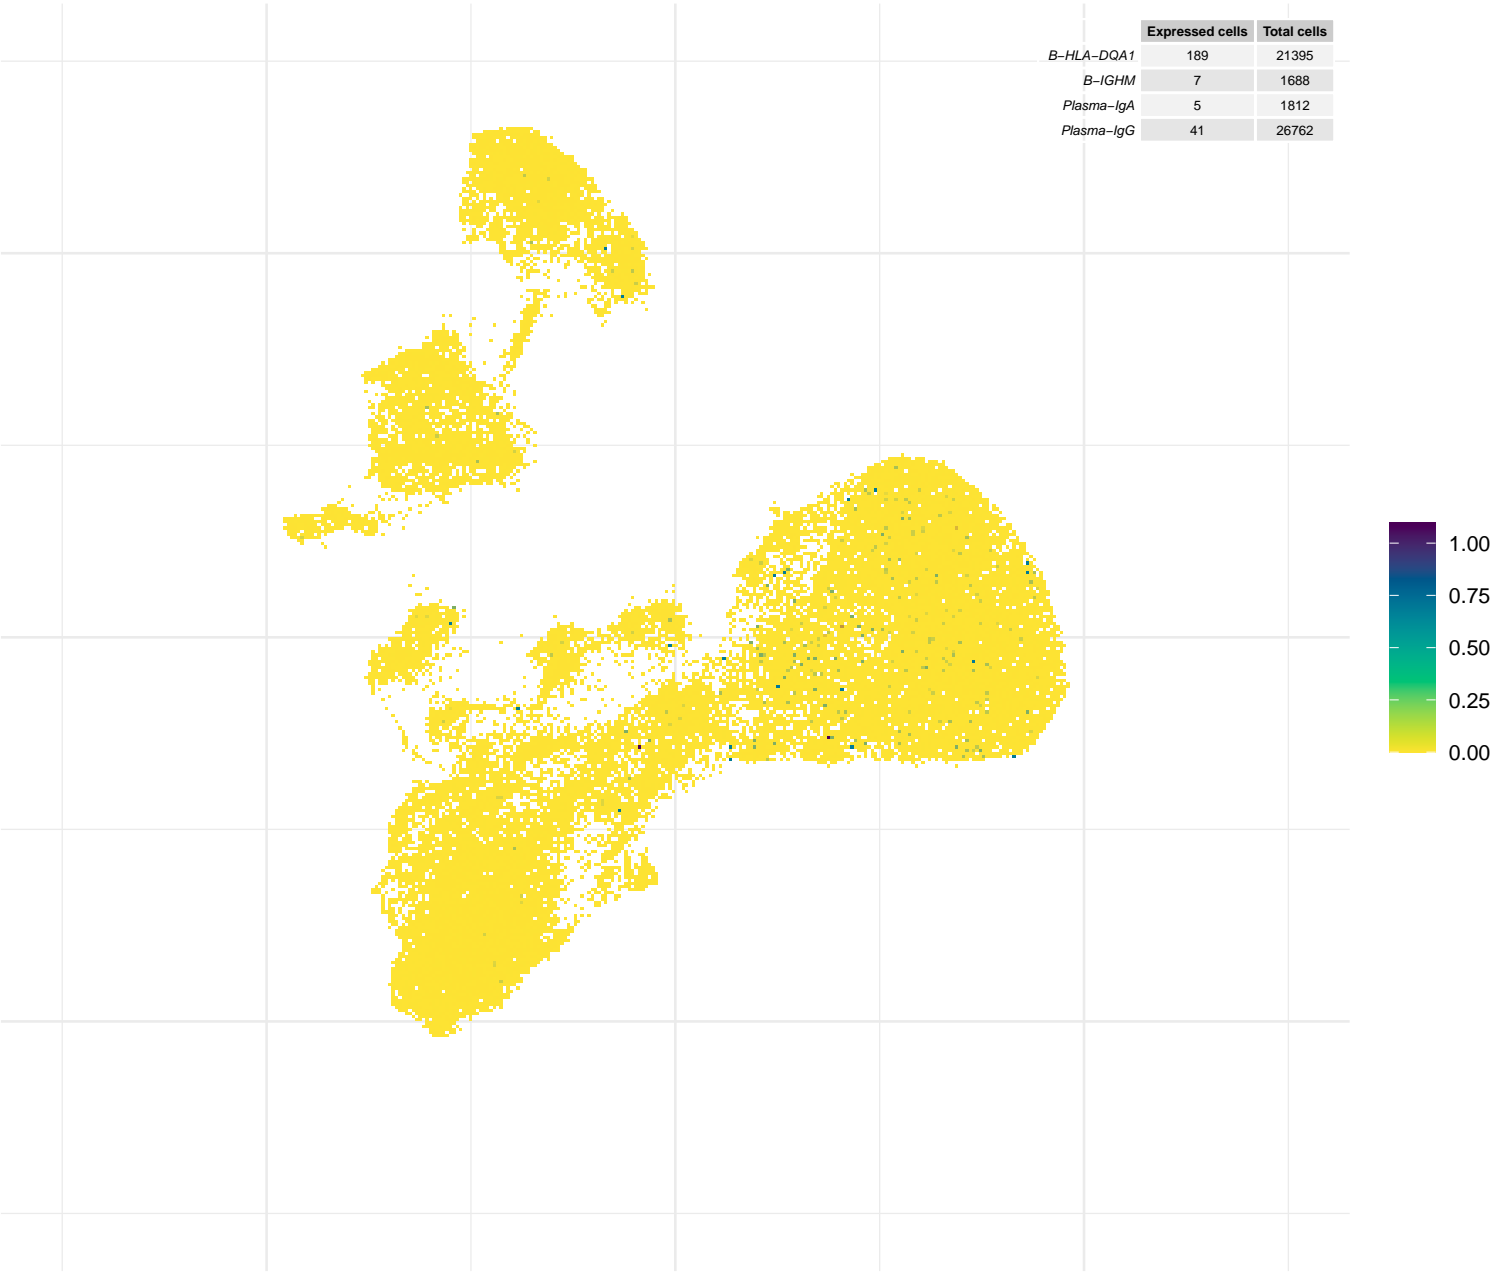 Expressed cells Total cells
B−HLA−DQA1 189 21395
B−IGHM 7 1688
Plasma−IgA 5 1812
Plasma−IgG 41 26762
1.00
0.75
0.50
0.25
0.00